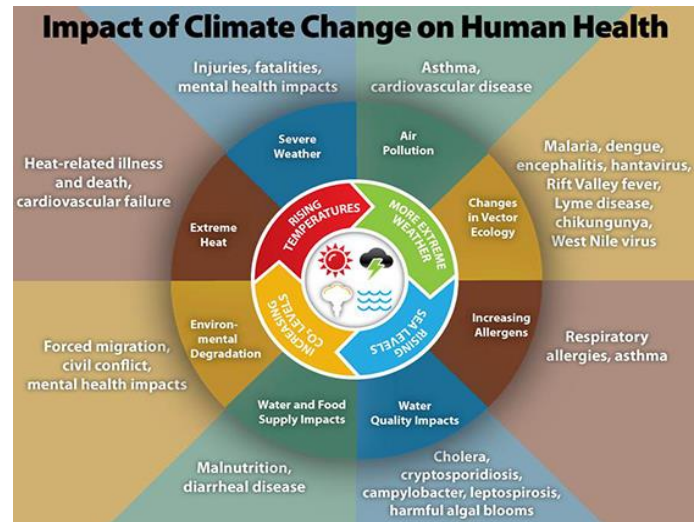 Impact of Climate Change on Human Health
Injuries, fatalities,
mental health impacts
Asthma,
cardiovascular disease
Severe
Weather
Air
Pollution
Heat-related illness
and death,
cardiovascular failure
Malaria, dengue,
encephalitis, hantavirus,
Rift Valley fever,
Lyme disease,
chikungunya,
West Nile virus
Extreme
Heat
RISING
TEMPERATURES
MORE EXTREME
WEATHER
Changes
in Vector
Ecology
Environ-
mental
Degradation
INCREASING
CO₂ LEVELS
RISING
SEA LEVELS
Increasing
Allergens
Forced migration,
civil conflict,
mental health impacts
Respiratory
allergies, asthma
Water and Food
Supply Impacts
Water
Quality Impacts
Malnutrition,
diarrheal disease
Cholera,
cryptosporidiosis,
campylobacter, leptospirosis,
harmful algal blooms